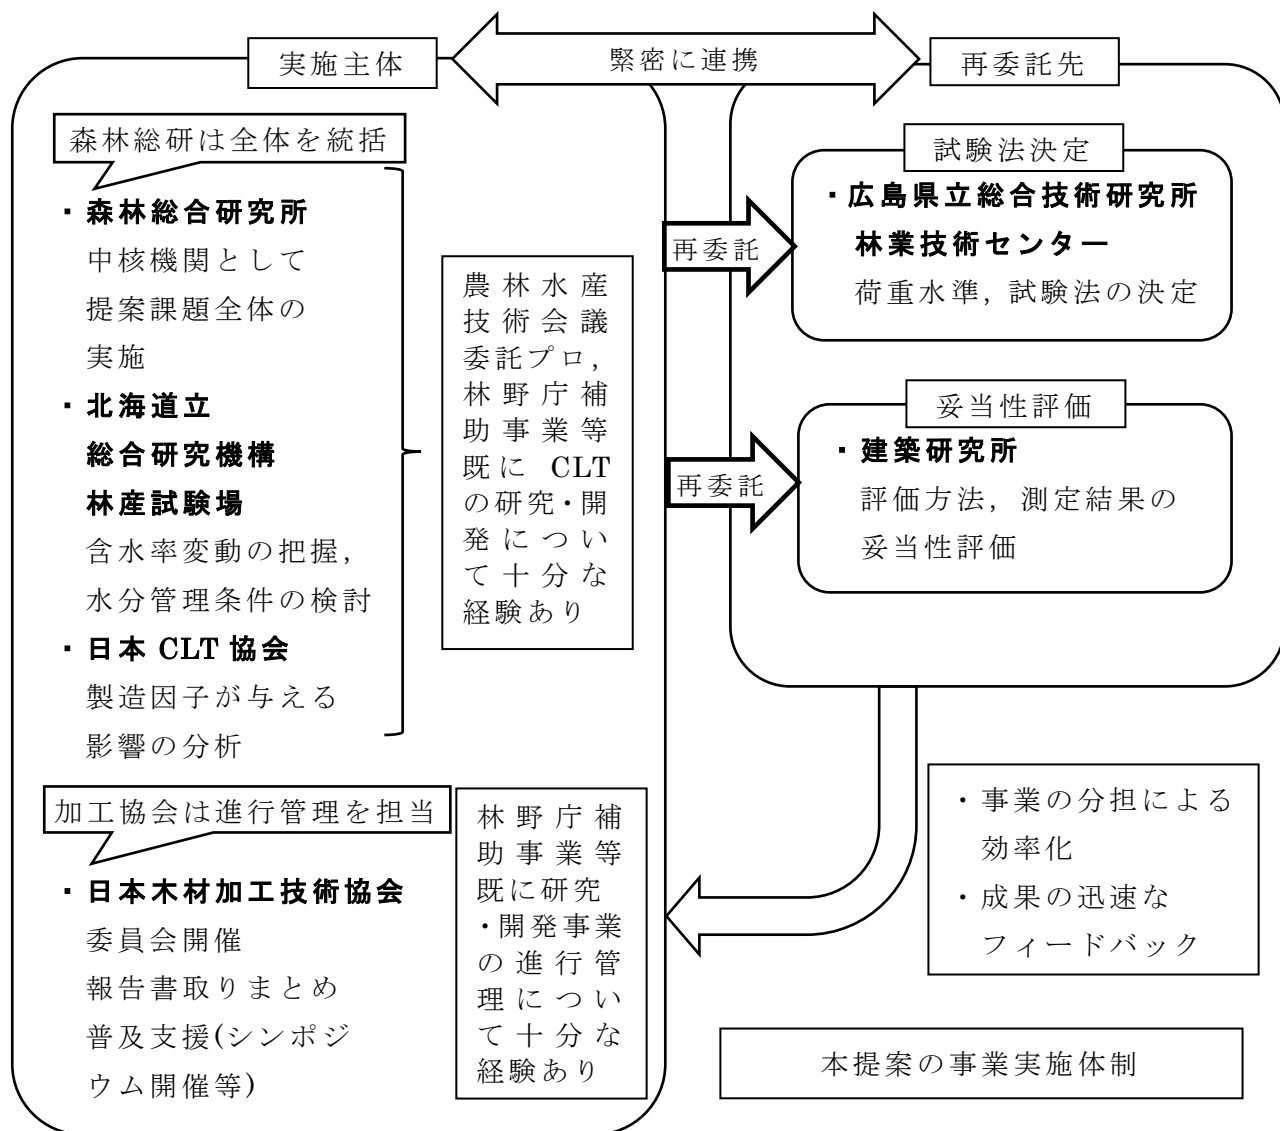 実施主体
緊密に連携
再委託先
森林総研は全体を統括
・森林総合研究所
中核機関として
提案課題全体の
実施
・北海道立
総合研究機構
林産試験場
含水率変動の把握,
水分管理条件の検討
・日本 CLT 協会
製造因子が与える
影響の分析
農林水産
技術会議
委託プロ,
林野庁補
助事業等
既に CLT
の研究・開
発につい
て十分な
経験あり
加工協会は進行管理を担当
・日本木材加工技術協会
委員会開催
報告書取りまとめ
普及支援(シンポジ
ウム開催等)
林野庁補
助事業等
既に研究
・開発事業
の進行管
理につい
て十分な
経験あり
再委託
試験法決定
・広島県立総合技術研究所
林業技術センター
荷重水準, 試験法の決定
再委託
妥当性評価
・建築研究所
評価方法, 測定結果の
妥当性評価
・事業の分担による
効率化
・成果の迅速な
フィードバック
本提案の事業実施体制